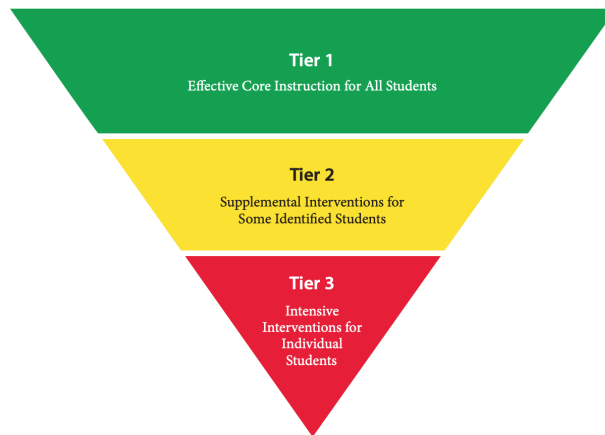 Tier 1
Effective Core Instruction for All Students
Tier 2
Supplemental Interventions for
Some Identified Students
Tier 3
Intensive
Interventions for
Individual
Students